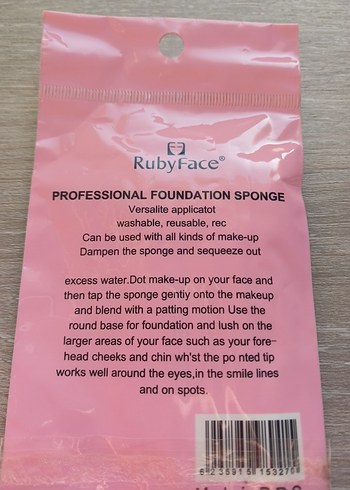 RubyFace®
PROFESSIONAL FOUNDATION SPONGE
Versalite applicatot
washable, reusable, rec
Can be used with all kinds of make-up
Dampen the sponge and sequeeze out
excess water.Dot make-up on your face and
then tap the sponge gentiy onto the makeup
and blend with a patting motion Use the
round base for foundation and lush on the
larger areas of your face such as your fore-
head cheeks and chin wh'st the po nted tip
works well around the eyes,in the smile lines
and on spots.
5 235915 153270